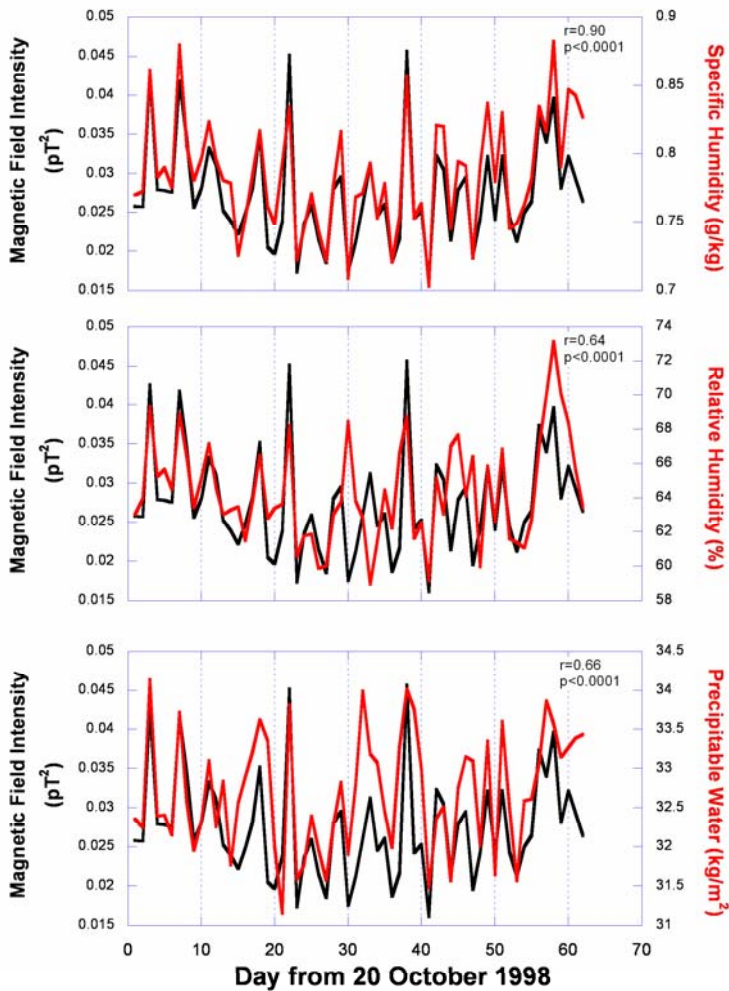 0.05
0.045
0.04
0.035
0.03
0.025
0.02
0.015
Magnetic Field Intensity
(pT²)
r=0.90
p<0.0001
0.9
0.85
0.8
0.75
0.7
Specific Humidity
(g/kg)
0.05
0.045
0.04
0.035
0.03
0.025
0.02
0.015
Magnetic Field Intensity
(pT²)
r=0.64
p<0.0001
74
72
70
68
66
64
62
60
58
Relative Humidity
(%)
0.05
0.045
0.04
0.035
0.03
0.025
0.02
0.015
Magnetic Field Intensity
(pT²)
r=0.66
p<0.0001
34.5
34
33.5
33
32.5
32
31.5
31
Precipitable Water
(kg/m²)
0 10 20 30 40 50 60 70
Day from 20 October 1998